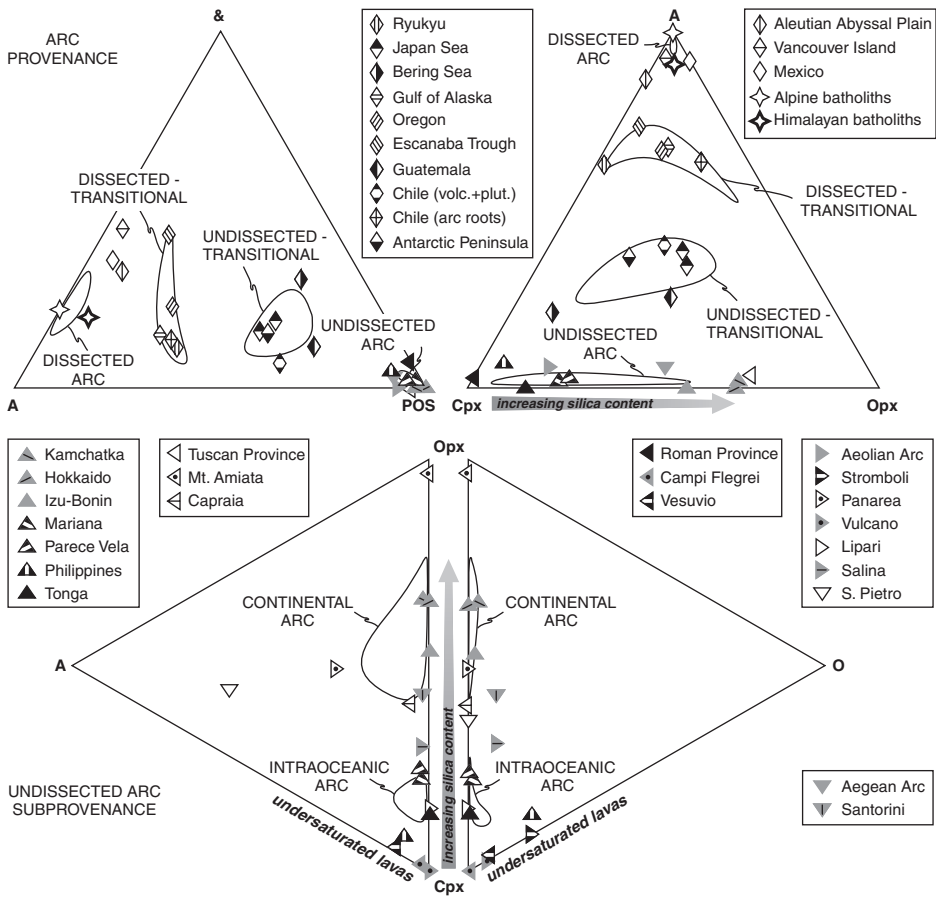 &
ARC
PROVENANCE
DISSECTED -
TRANSITIONAL
UNDISSECTED -
TRANSITIONAL
UNDISSECTED
ARC
DISSECTED
ARC
A
POS
Ryukyu
Japan Sea
Bering Sea
Gulf of Alaska
Oregon
Escanaba Trough
Guatemala
Chile (volc.+plut.)
Chile (arc roots)
Antarctic Peninsula
A
DISSECTED
ARC
Aleutian Abyssal Plain
Vancouver Island
Mexico
Alpine batholiths
Himalayan batholiths
DISSECTED -
TRANSITIONAL
UNDISSECTED -
TRANSITIONAL
UNDISSECTED
ARC
Cpx
increasing silica content
Opx
Kamchatka
Hokkaido
Izu-Bonin
Mariana
Parece Vela
Philippines
Tonga
Tuscan Province
Mt. Amiata
Capraia
Opx
Roman Province
Campi Flegrei
Vesuvio
Aeolian Arc
Stromboli
Panarea
Vulcano
Lipari
Salina
S. Pietro
CONTINENTAL
ARC
CONTINENTAL
ARC
A
O
increasing silica content
INTRAOCEANIC
ARC
INTRAOCEANIC
ARC
UNDISSECTED ARC
SUBPROVENANCE
undersaturated lavas
undersaturated lavas
Cpx
Aegean Arc
Santorini